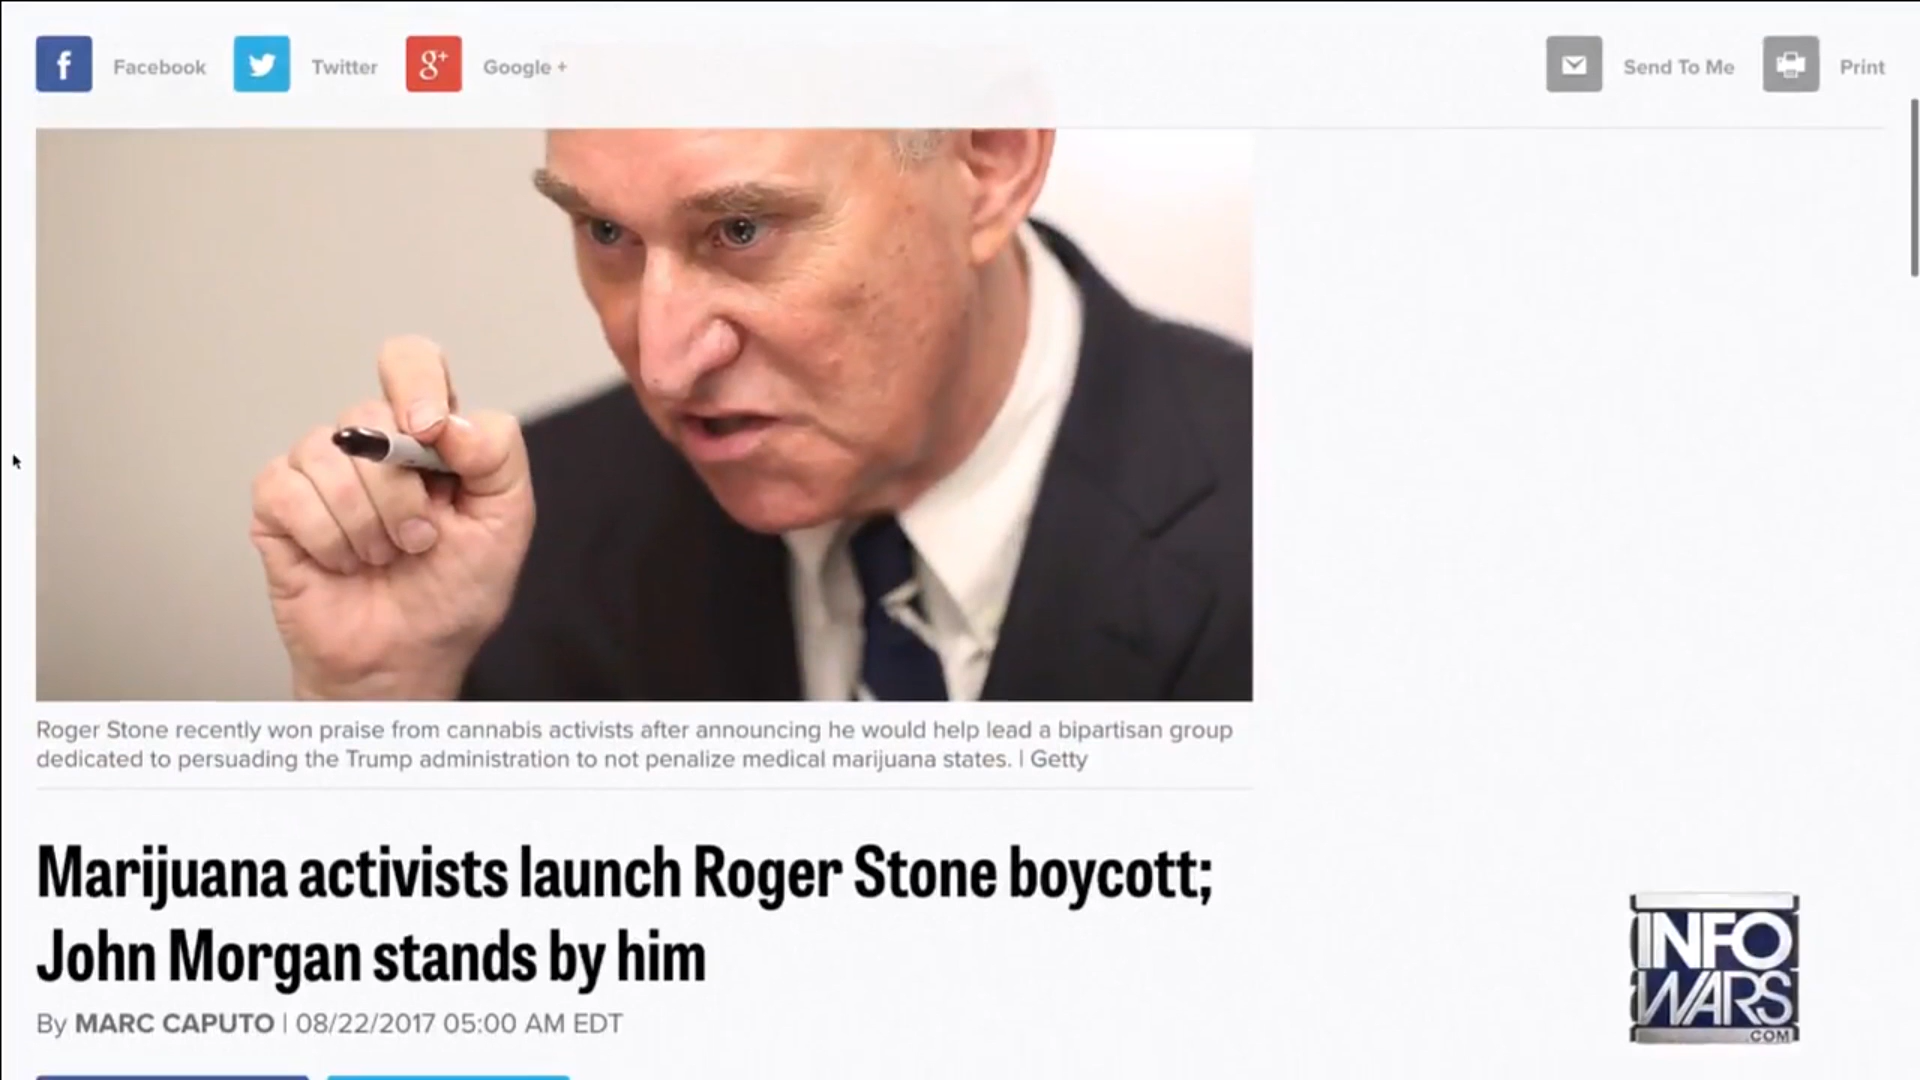 f Facebook Twitter g+ Google + Send To Me Print
Roger Stone recently won praise from cannabis activists after announcing he would help lead a bipartisan group
dedicated to persuading the Trump administration to not penalize medical marijuana states. | Getty
Marijuana activists launch Roger Stone boycott;
John Morgan stands by him
By MARC CAPUTO | 08/22/2017 05:00 AM EDT
INFO
WARS
.COM